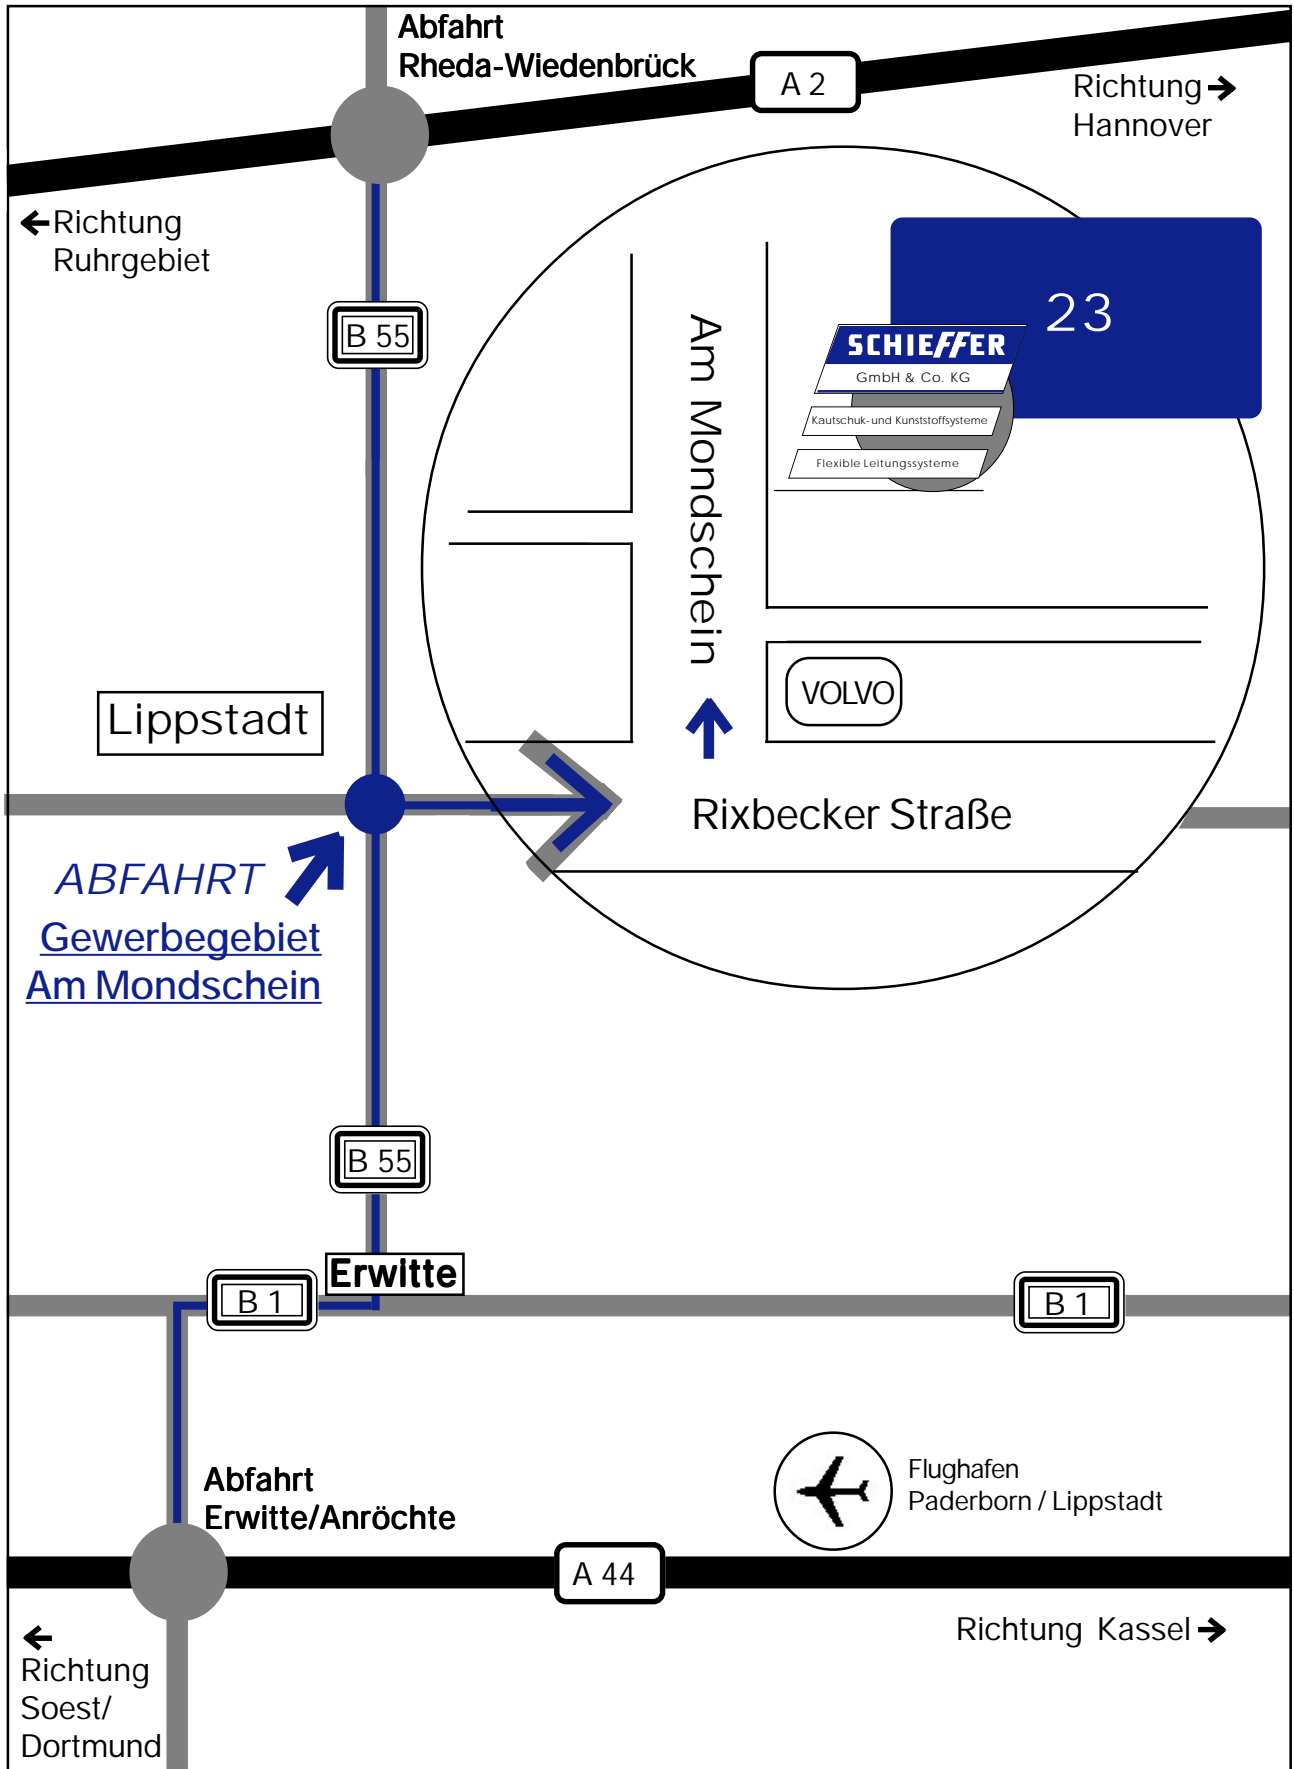 Abfahrt
Rheda-Wiedenbrück
A 2
Richtung
Hannover
Richtung
Ruhrgebiet
B 55
Am Mondschein
23
SCHIEFFER
GmbH & Co. KG
Kautschuk- und Kunststoffsysteme
Flexible Leitungssysteme
Lippstadt
VOLVO
Rixbecker Straße
ABFAHRT
Gewerbegebiet
Am Mondschein
B 55
Erwitte
B 1
B 1
Abfahrt
Erwitte/Anröchte
Flughafen
Paderborn / Lippstadt
A 44
Richtung Kassel
Richtung
Soest/
Dortmund